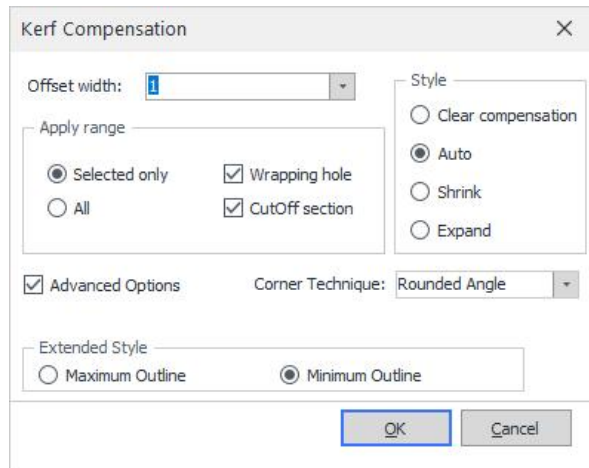 Kerf Compensation
Offset width: 1
Style
Clear compensation
Auto
Shrink
Expand
Apply range
Selected only
Wrapping hole
All
CutOff section
Advanced Options
Corner Technique: Rounded Angle
Extended Style
Maximum Outline
Minimum Outline
OK
Cancel